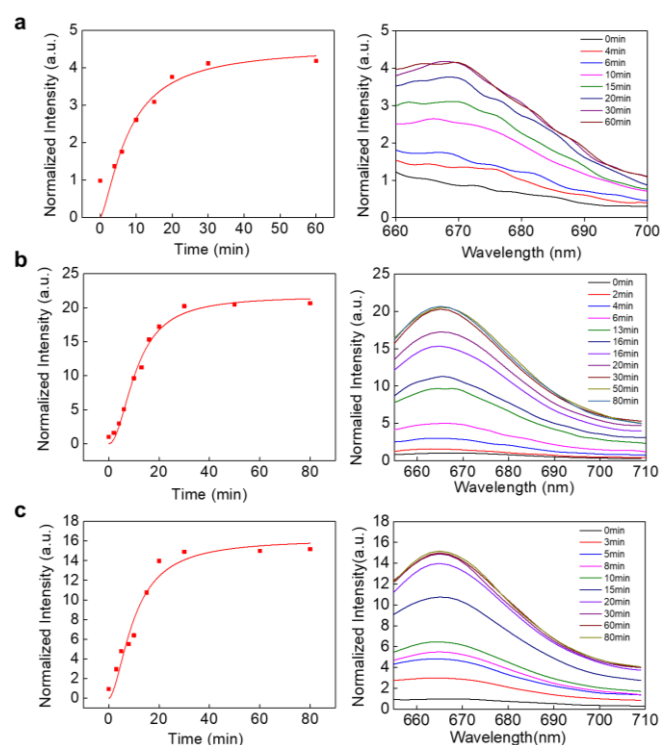 a
Normalized Intensity (a.u.)
5
4
3
2
1
0
0 10 20 30 40 50 60
Time (min)
Normalized Intensity (a.u.)
5
4
3
2
1
0
660 670 680 690 700
Wavelength (nm)
0min
4min
6min
10min
15min
20min
30min
60min
b
Normalized Intensity (a.u.)
25
20
15
10
5
0
0 20 40 60 80
Time (min)
Normalied Intensity (a.u.)
25
20
15
10
5
0
660 670 680 690 700 710
Wavelength (nm)
0min
2min
4min
6min
13min
16min
16min
20min
30min
50min
80min
c
Normalized Intensity (a.u.)
18
16
14
12
10
8
6
4
2
0
0 20 40 60 80
Time (min)
Normalized Intensity(a.u.)
18
16
14
12
10
8
6
4
2
0
660 670 680 690 700 710
Wavelength(nm)
0min
3min
5min
8min
10min
15min
20min
30min
60min
80min